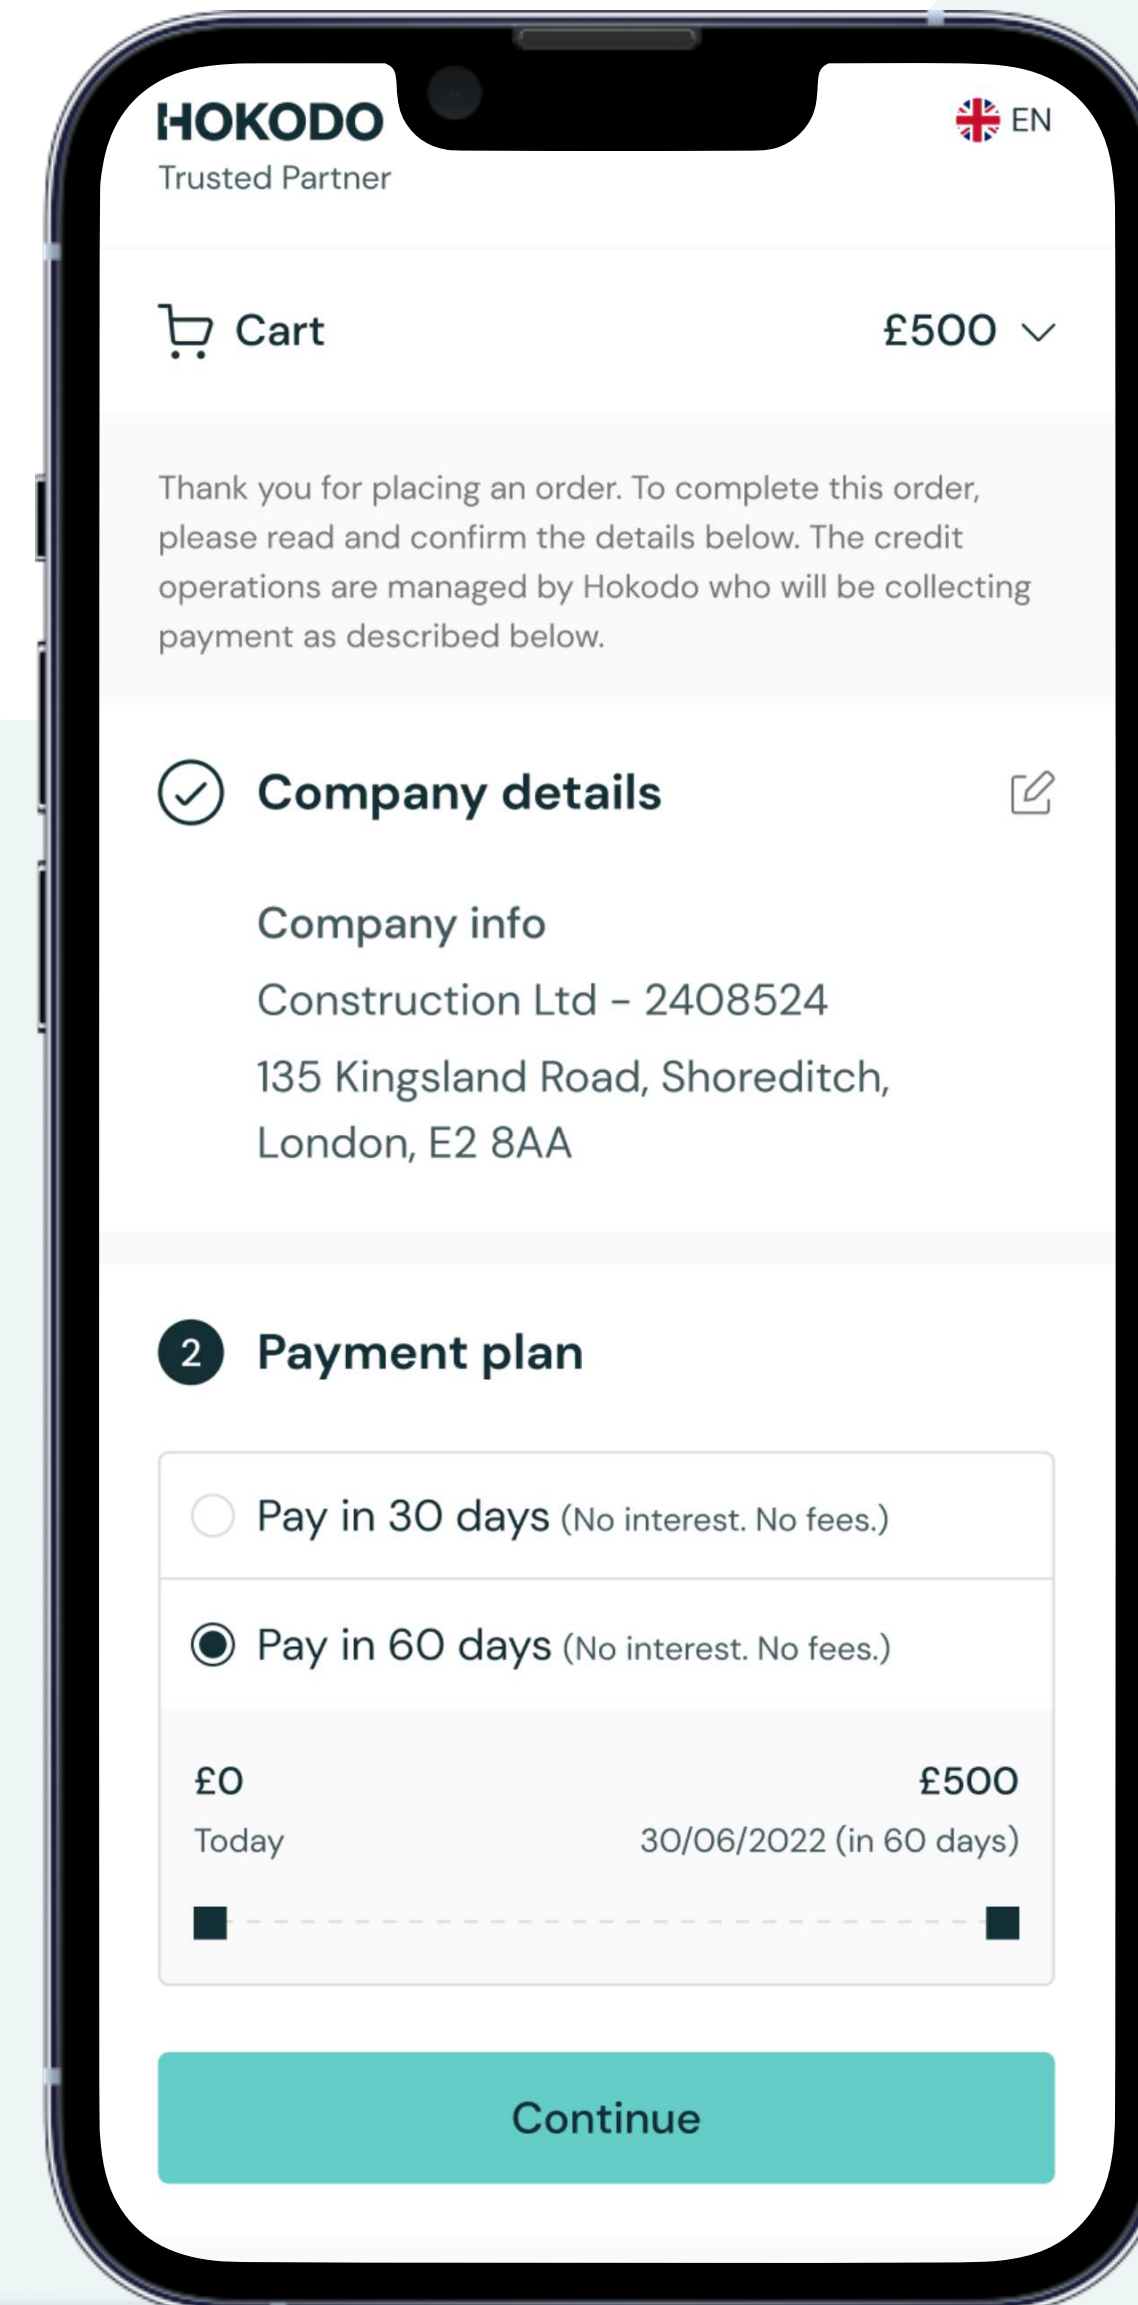 HOKODO
Trusted Partner
EN
Cart
£500
Thank you for placing an order. To complete this order,
please read and confirm the details below. The credit
operations are managed by Hokodo who will be collecting
payment as described below.
Company details
Company info
Construction Ltd - 2408524
135 Kingsland Road, Shoreditch,
London, E2 8AA
2 Payment plan
Pay in 30 days (No interest. No fees.)
Pay in 60 days (No interest. No fees.)
£0 £500
Today 30/06/2022 (in 60 days)
Continue